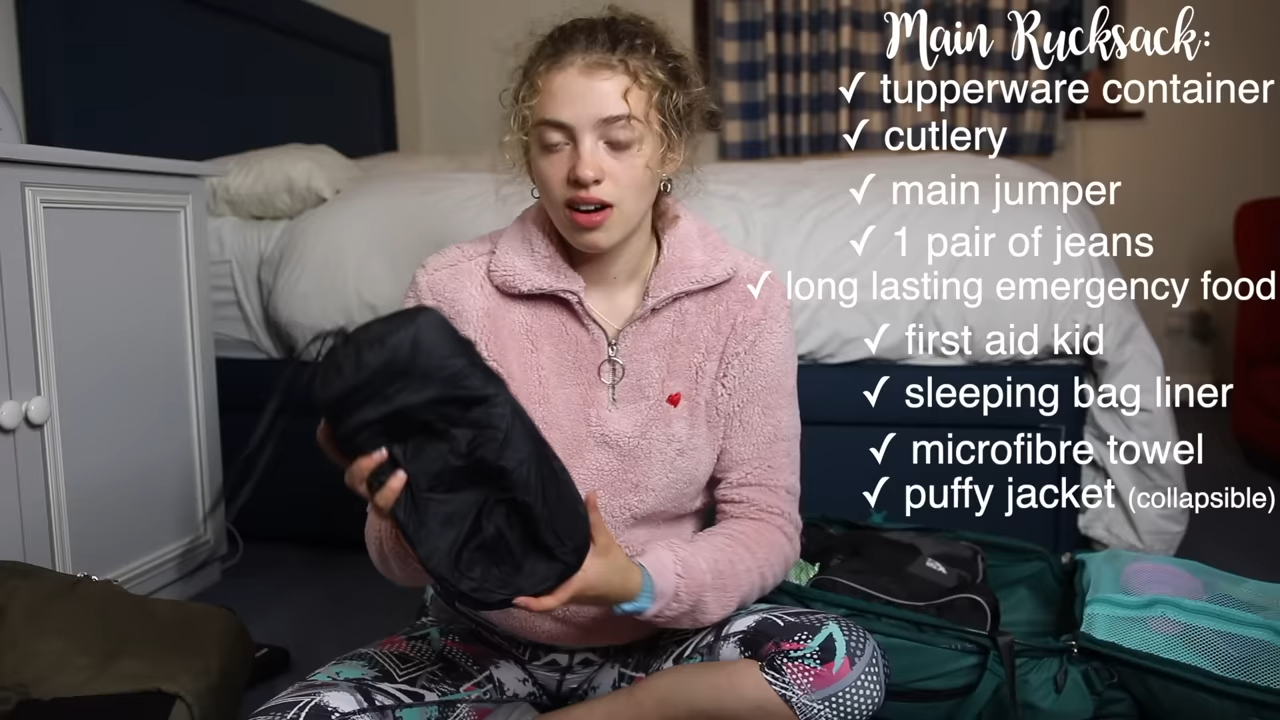 Main Rucksack:
✓ tupperware container
✓ cutlery
✓ main jumper
✓ 1 pair of jeans
✓ long lasting emergency food
✓ first aid kid
✓ sleeping bag liner
✓ microfibre towel
✓ puffy jacket (collapsible)